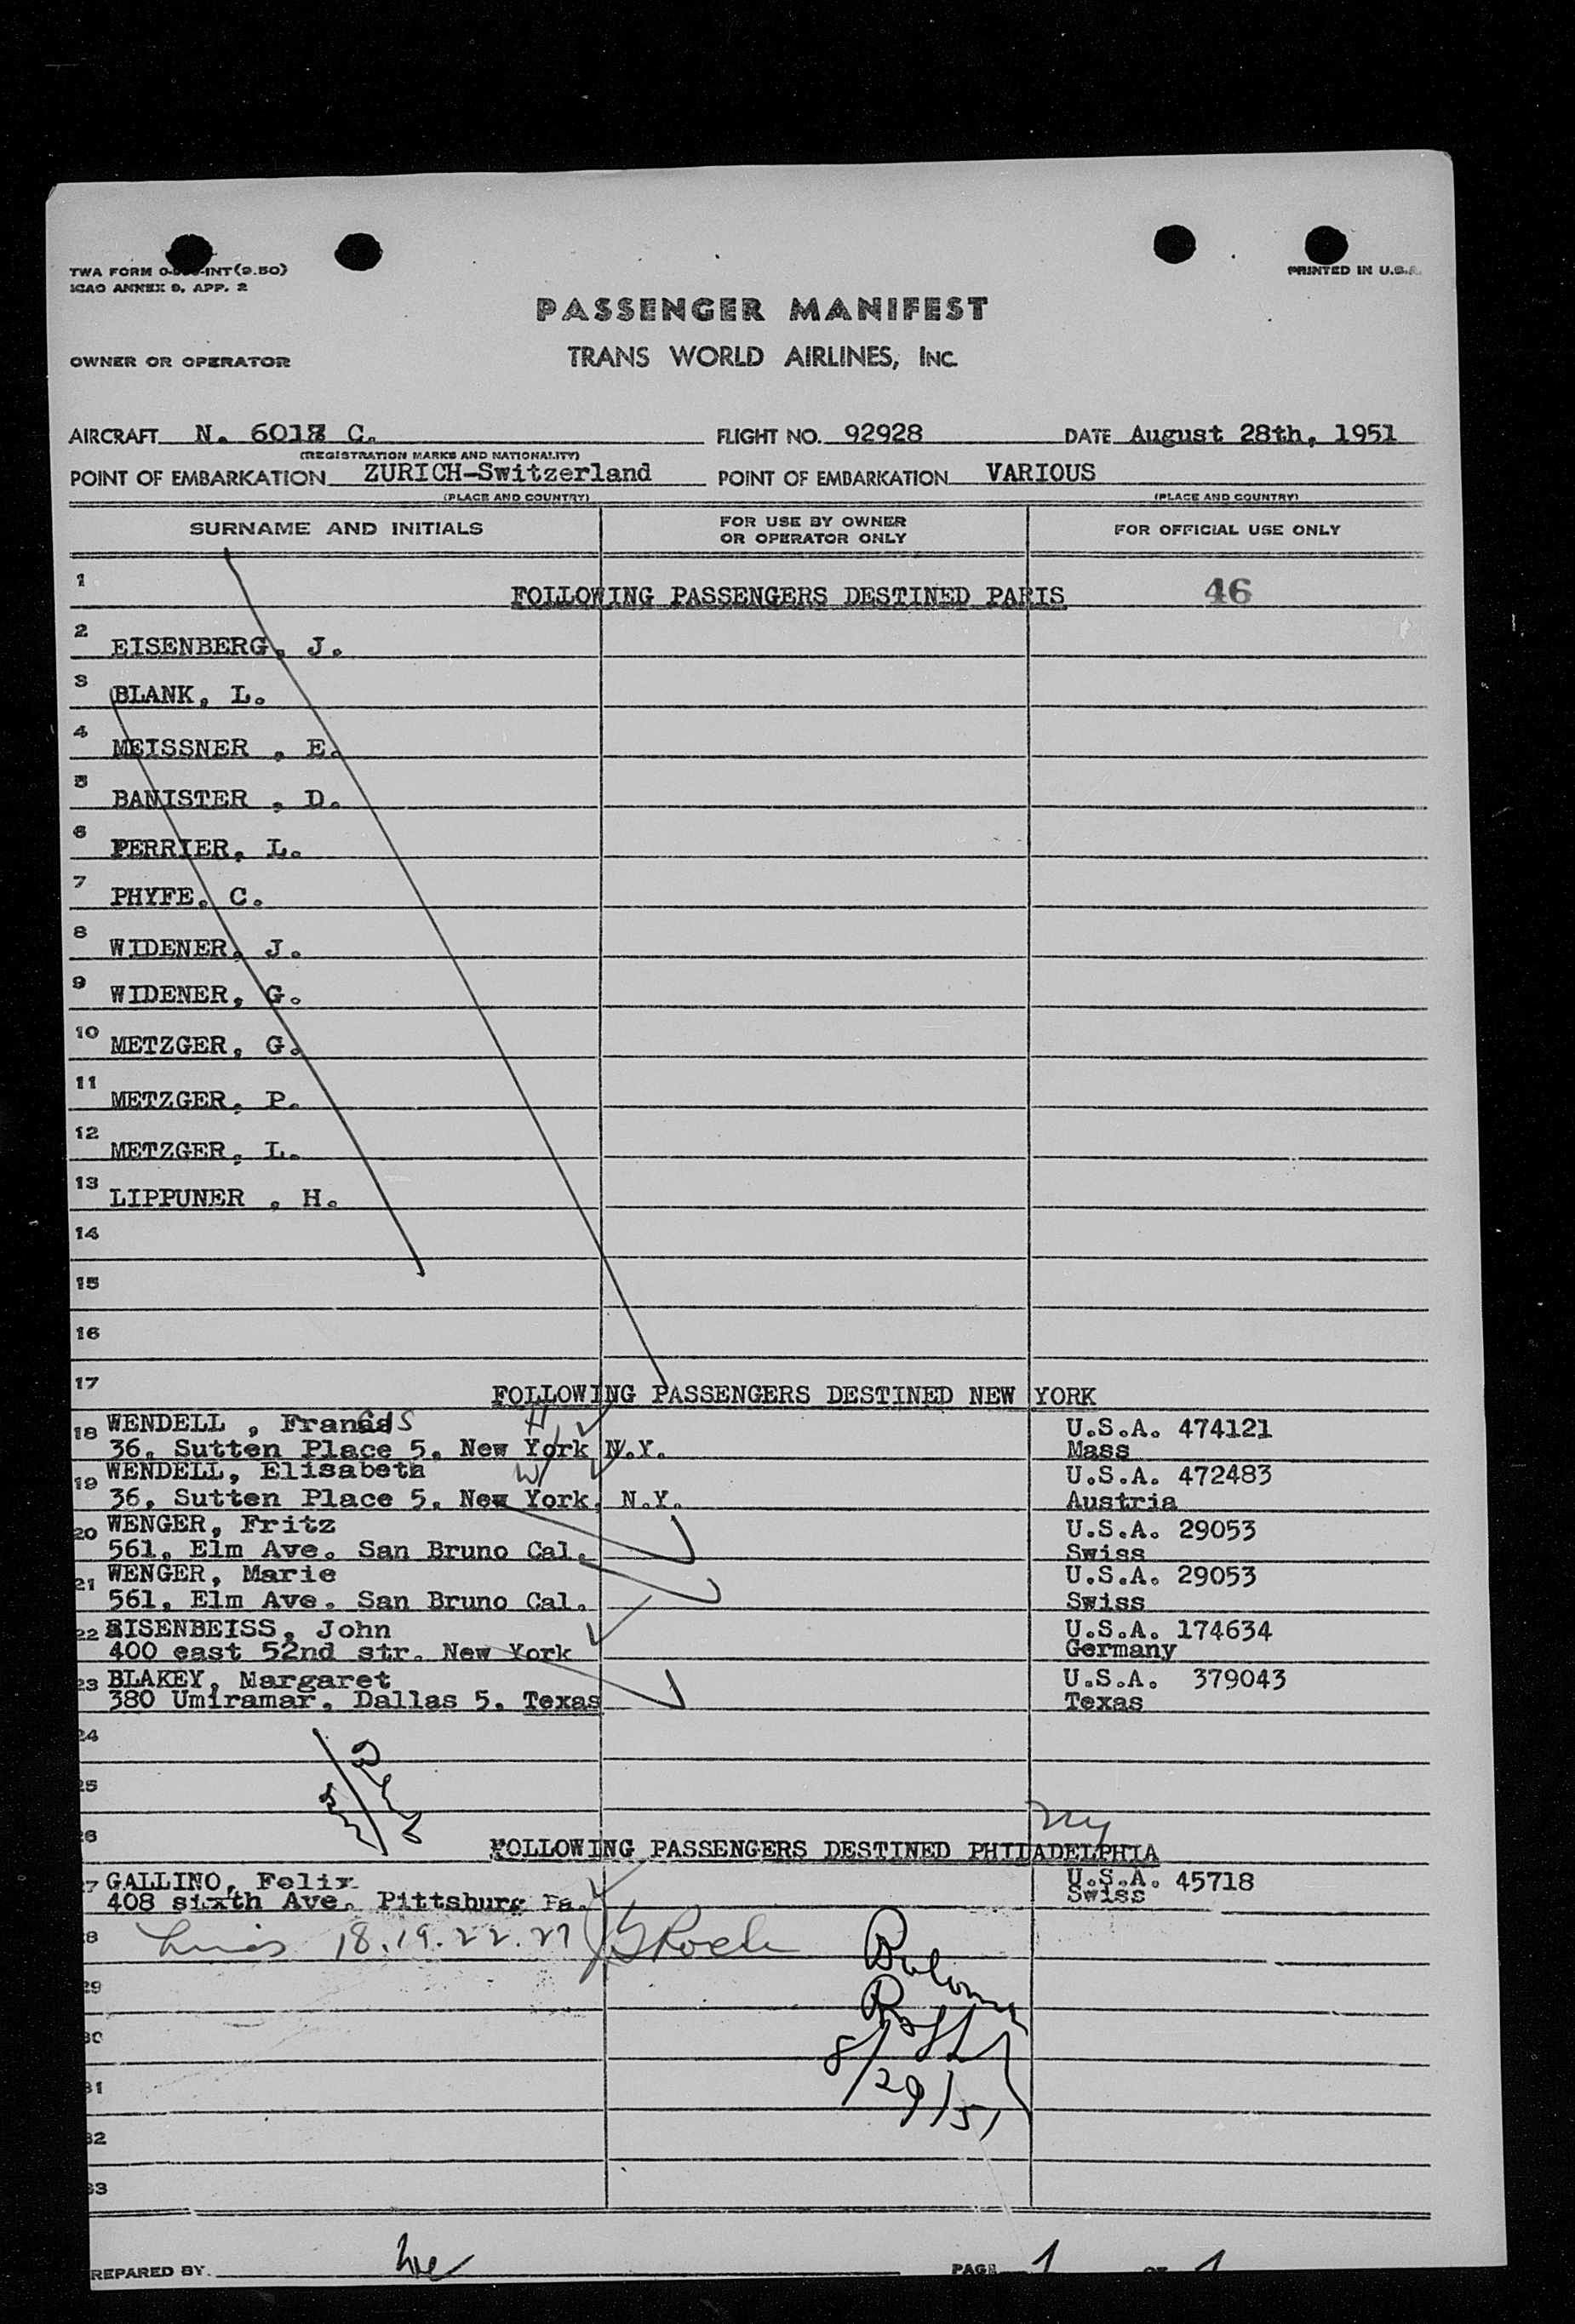 TWA FORM O- -INT(9.50)
ICAO ANNEX 9, APP. 2
PRINTED IN U.S.A.
PASSENGER MANIFEST
OWNER OR OPERATOR TRANS WORLD AIRLINES, INC.
AIRCRAFT N. 6018 C. FLIGHT NO. 92928 DATE August 28th, 1951
(REGISTRATION MARKS AND NATIONALITY)
POINT OF EMBARKATION ZURICH-Switzerland POINT OF EMBARKATION VARIOUS
(PLACE AND COUNTRY) (PLACE AND COUNTRY)
SURNAME AND INITIALS FOR USE BY OWNER OR OPERATOR ONLY FOR OFFICIAL USE ONLY
1 FOLLOWING PASSENGERS DESTINED PARIS 46
2 EISENBERG, J.
3 BLANK, L.
4 MEISSNER , E.
5 BANISTER , D.
6 PERRIER, L.
7 PHYFE, C.
8 WIDENER, J.
9 WIDENER, G.
10 METZGER, G.
11 METZGER, P.
12 METZGER, L.
13 LIPPUNER , H.
14
15
16
17 FOLLOWING PASSENGERS DESTINED NEW YORK
18 WENDELL , Francis H U.S.A. 474121
36, Sutten Place 5, New York N.Y. Mass
19 WENDELL, Elisabeth W U.S.A. 472483
36, Sutten Place 5, New York, N.Y. Austria
20 WENGER, Fritz U.S.A. 29053
561, Elm Ave. San Bruno Cal. Swiss
21 WENGER, Marie U.S.A. 29053
561, Elm Ave. San Bruno Cal. Swiss
22 EISENBEISS, John U.S.A. 174634
400 east 52nd str. New York Germany
23 BLAKEY, Margaret U.S.A. 379043
380 Umiramar, Dallas 5, Texas Texas
24
25
26 NY
FOLLOWING PASSENGERS DESTINED PHILADELPHIA
27 GALLINO, Felix U.S.A. 45718
408 sixth Ave. Pittsburg Pa. Swiss
28 18.19.22.27
29
30
8/29/51
31
32
33
PREPARED BY. PAGE 1 OF 1